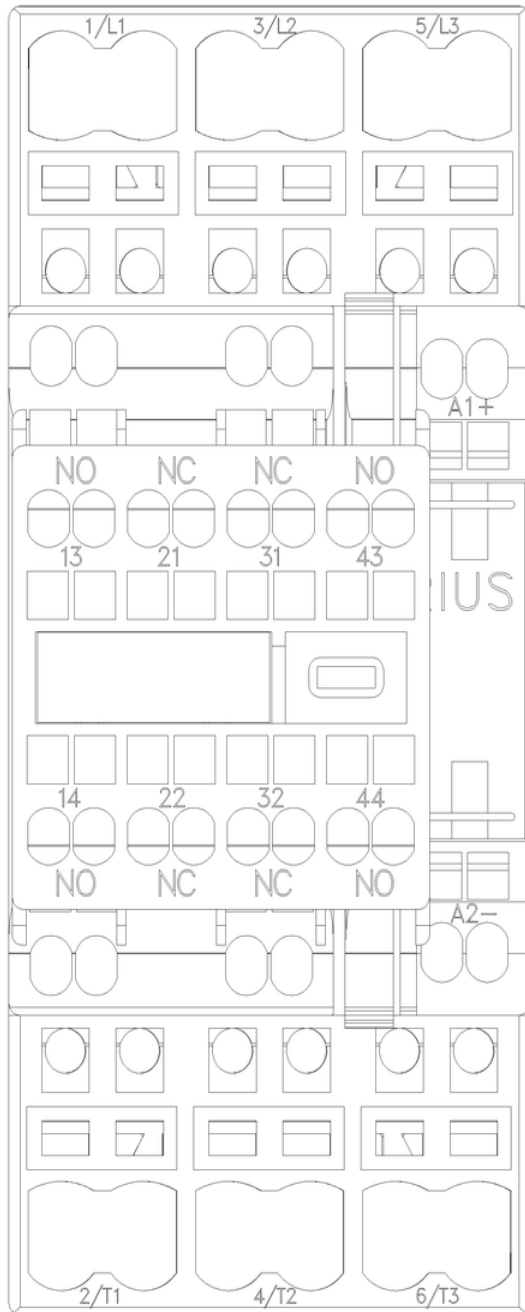 1/L1 3/L2 5/L3
A1+
NO NC NC NO
13 21 31 43
RIUS
14 22 32 44
NO NC NC NO
A2-
2/T1 4/T2 6/T3